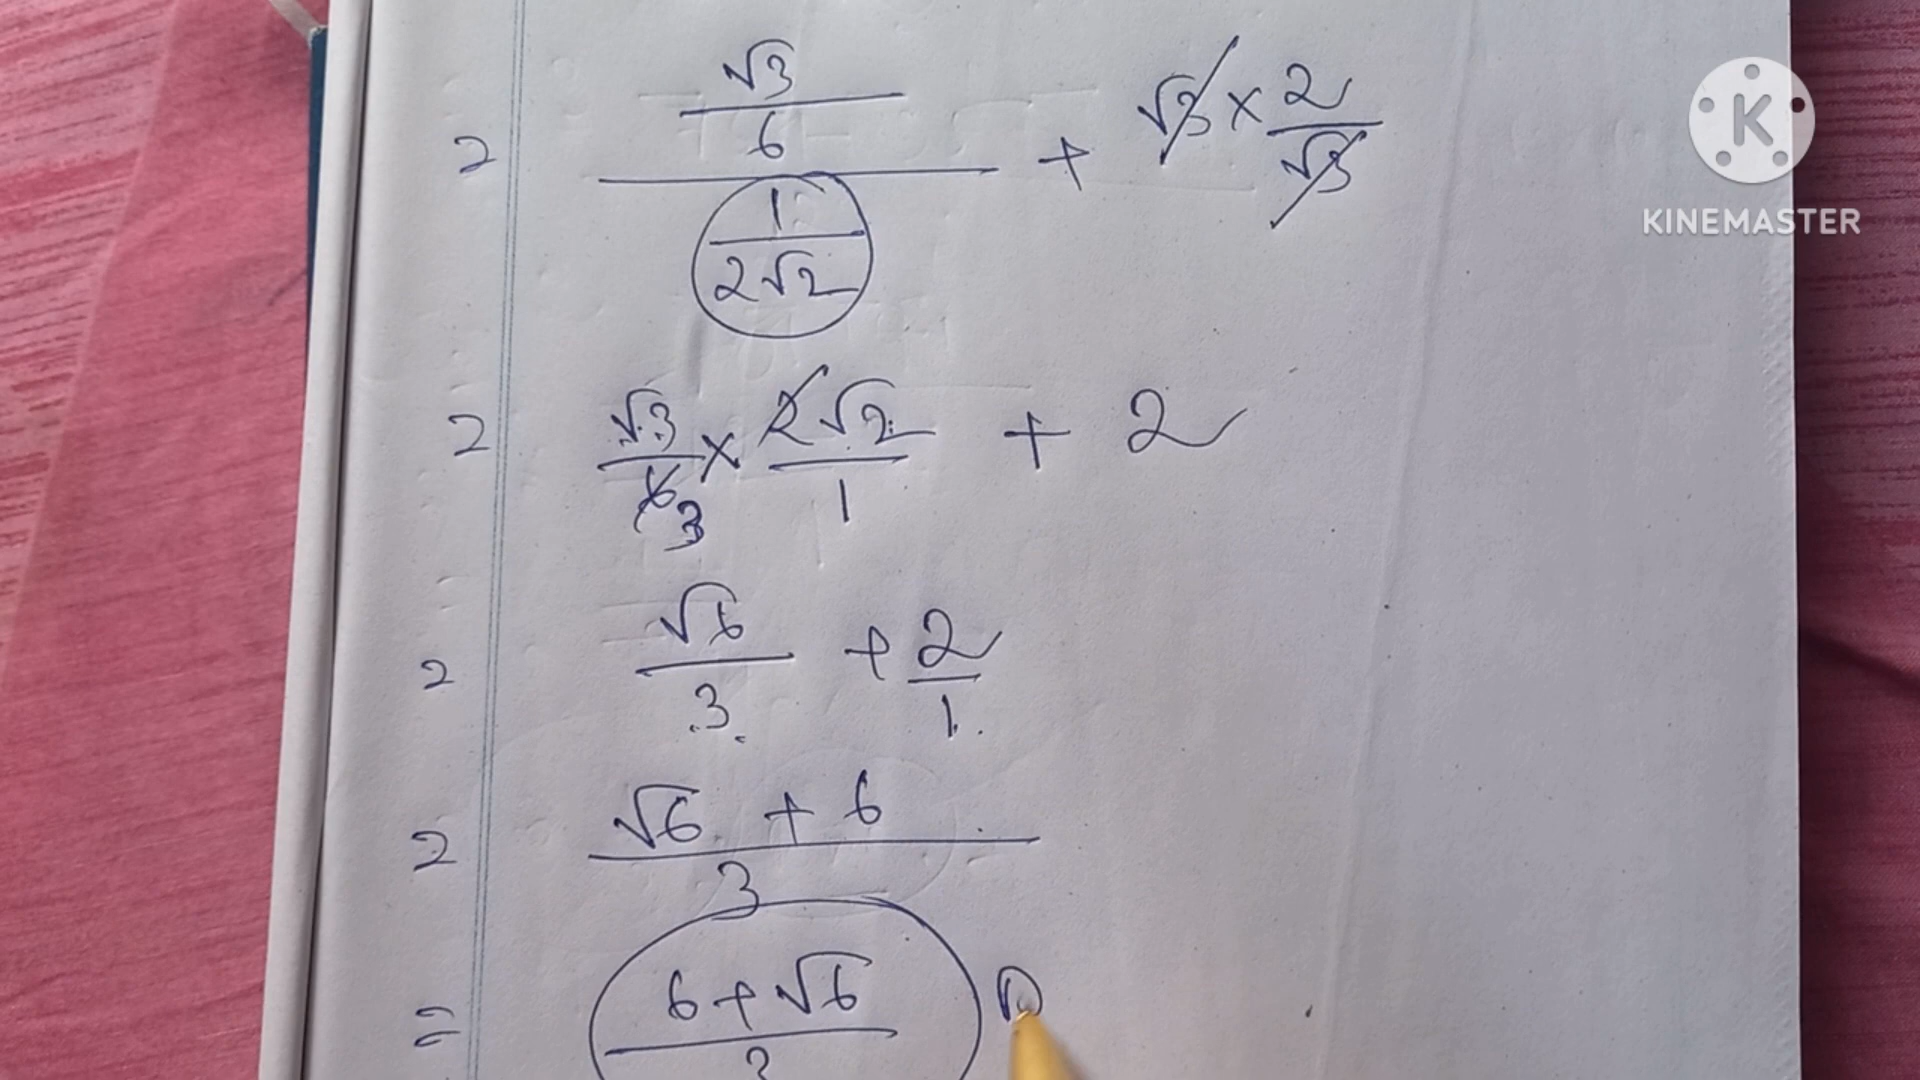 = (√3/6)/(1/2√2) + √3 × 2/√3
K
KINEMASTER
= √3/6 3 × 2√2/1 + 2
= √6/3 + 2/1
= (√6 + 6)/3
= (6+√6)/3